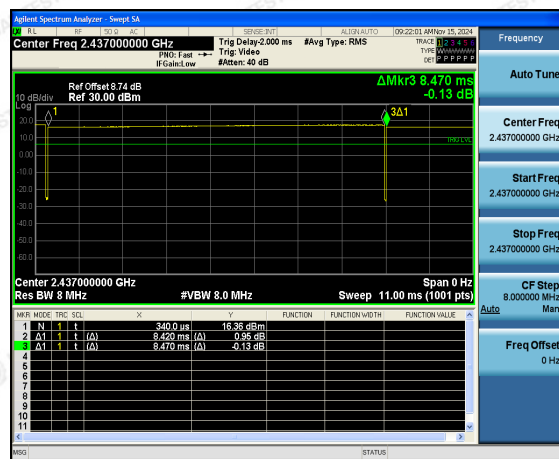 Agilent Spectrum Analyzer - Swept SA
RL RF 50 Ω AC SENSE:INT ALIGN AUTO 09:22:01 AM Nov 15, 2024
Center Freq 2.437000000 GHz
PNO: Fast
IFGain:Low
Trig Delay-2.000 ms
Trig: Video
#Atten: 40 dB
#Avg Type: RMS
TRACE 1 2 3 4 5 6
TYPE
DET P P P P P P
Ref Offset 8.74 dB
Ref 30.00 dBm
10 dB/div
Log
ΔMkr3 8.470 ms
-0.13 dB
1
3Δ1
20.0
10.0
0.00
-10.0
-20.0
-30.0
-40.0
-50.0
-60.0
TRIG LVL
Center 2.437000000 GHz Span 0 Hz
Res BW 8 MHz #VBW 8.0 MHz Sweep 11.00 ms (1001 pts)
MKR MODE TRC SCL X Y FUNCTION FUNCTION WIDTH FUNCTION VALUE
1 N 1 t 340.0 µs 16.36 dBm
2 Δ1 1 t (Δ) 8.420 ms (Δ) 0.95 dB
3 Δ1 1 t (Δ) 8.470 ms (Δ) -0.13 dB
4
5
6
7
8
9
10
11
MSG STATUS
Frequency
Auto Tune
Center Freq
2.437000000 GHz
Start Freq
2.437000000 GHz
Stop Freq
2.437000000 GHz
CF Step
8.000000 MHz
Auto Man
Freq Offset
0 Hz